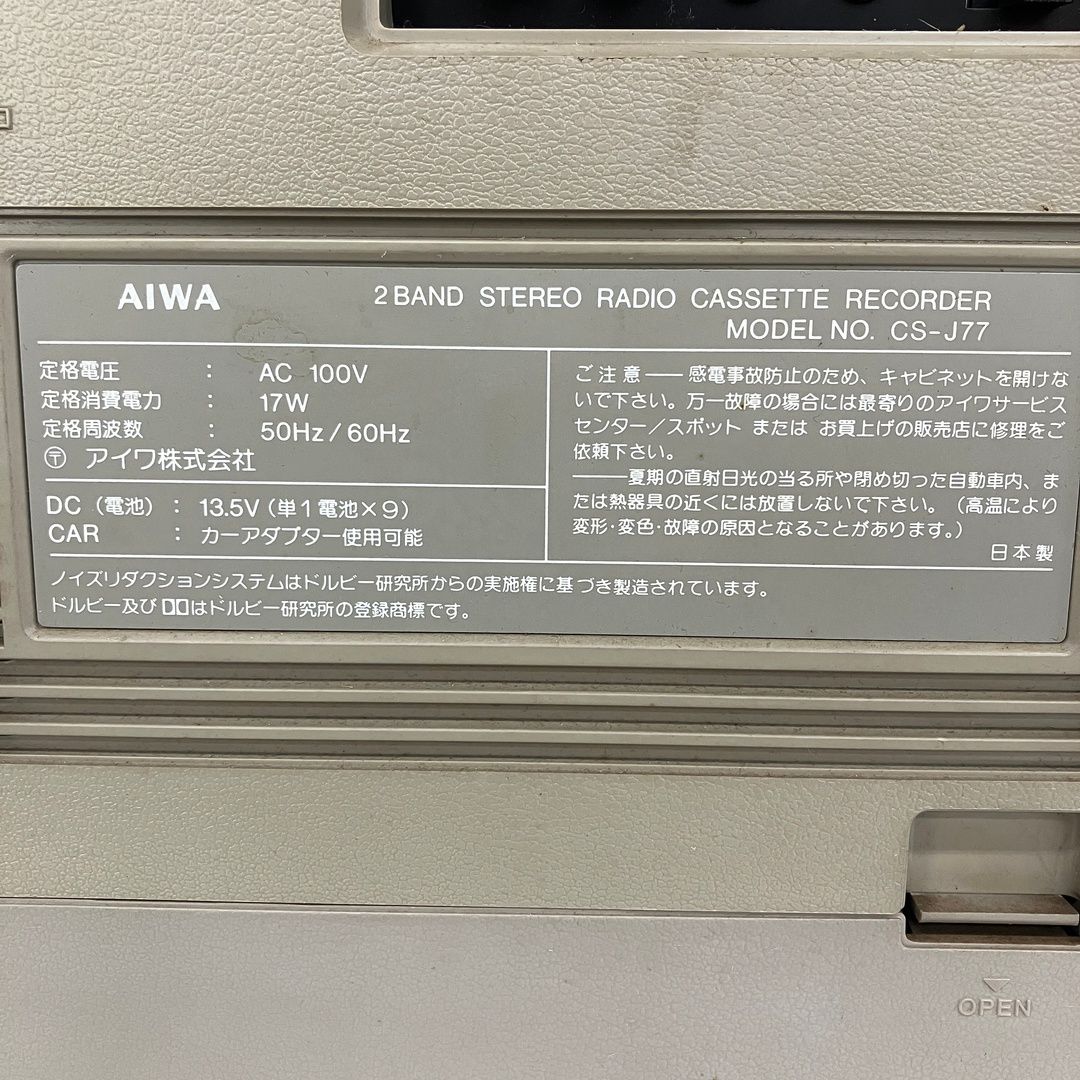 AIWA
2 BAND STEREO RADIO CASSETTE RECORDER
MODEL NO. CS-J77
定格電圧 : AC 100V
定格消費電力 : 17W
定格周波数 : 50Hz / 60Hz
〶 アイワ株式会社
DC (電池) : 13.5V (単1電池×9)
CAR : カーアダプター使用可能
ご注意 ── 感電事故防止のため、キャビネットを開けな
いで下さい。万一故障の場合には最寄りのアイワサービス
センター/スポット または お買上げの販売店に修理をご
依頼下さい。
── 夏期の直射日光の当る所や閉め切った自動車内、ま
たは熱器具の近くには放置しないで下さい。(高温により
変形・変色・故障の原因となることがあります。)
日本製
ノイズリダクションシステムはドルビー研究所からの実施権に基づき製造されています。
ドルビー及び DD はドルビー研究所の登録商標です。
OPEN